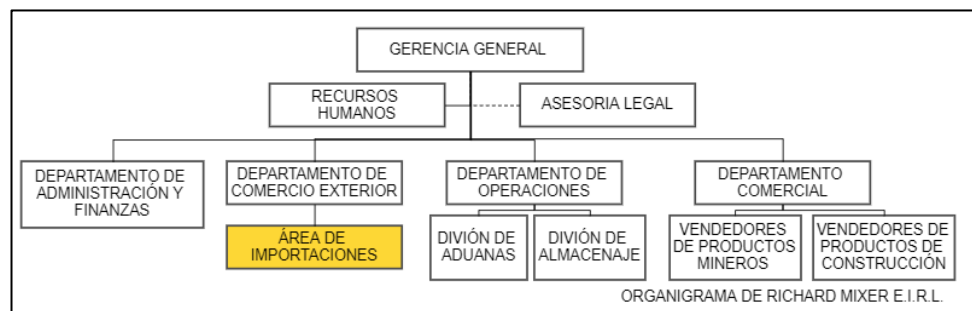 GERENCIA GENERAL
RECURSOS
HUMANOS
ASESORIA LEGAL
DEPARTAMENTO DE
ADMINISTRACIÓN Y
FINANZAS
DEPARTAMENTO DE
COMERCIO EXTERIOR
DEPARTAMENTO DE
OPERACIONES
DEPARTAMENTO
COMERCIAL
ÁREA DE
IMPORTACIONES
DIVIÓN DE
ADUANAS
DIVIÓN DE
ALMACENAJE
VENDEDORES
DE PRODUCTOS
MINEROS
VENDEDORES DE
PRODUCTOS DE
CONSTRUCCIÓN
ORGANIGRAMA DE RICHARD MIXER E.I.R.L.